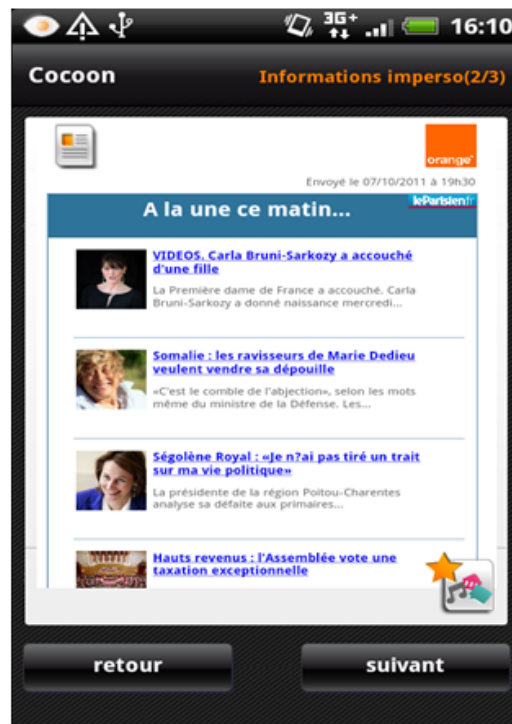 3G+ 16:10
Cocoon Informations imperso(2/3)
orange
Envoyé le 07/10/2011 à 19h30
leParisien.fr
A la une ce matin...
VIDEOS. Carla Bruni-Sarkozy a accouché
d'une fille
La Première dame de France a accouché. Carla
Bruni-Sarkozy a donné naissance mercredi...
Somalie : les ravisseurs de Marie Dedieu
veulent vendre sa dépouille
«C'est le comble de l'abjection», selon les mots
même du ministre de la Défense. Les...
Ségolène Royal : «Je n?ai pas tiré un trait
sur ma vie politique»
La présidente de la région Poitou-Charentes
analyse sa défaite aux primaires...
Hauts revenus : l'Assemblée vote une
taxation exceptionnelle
retour suivant